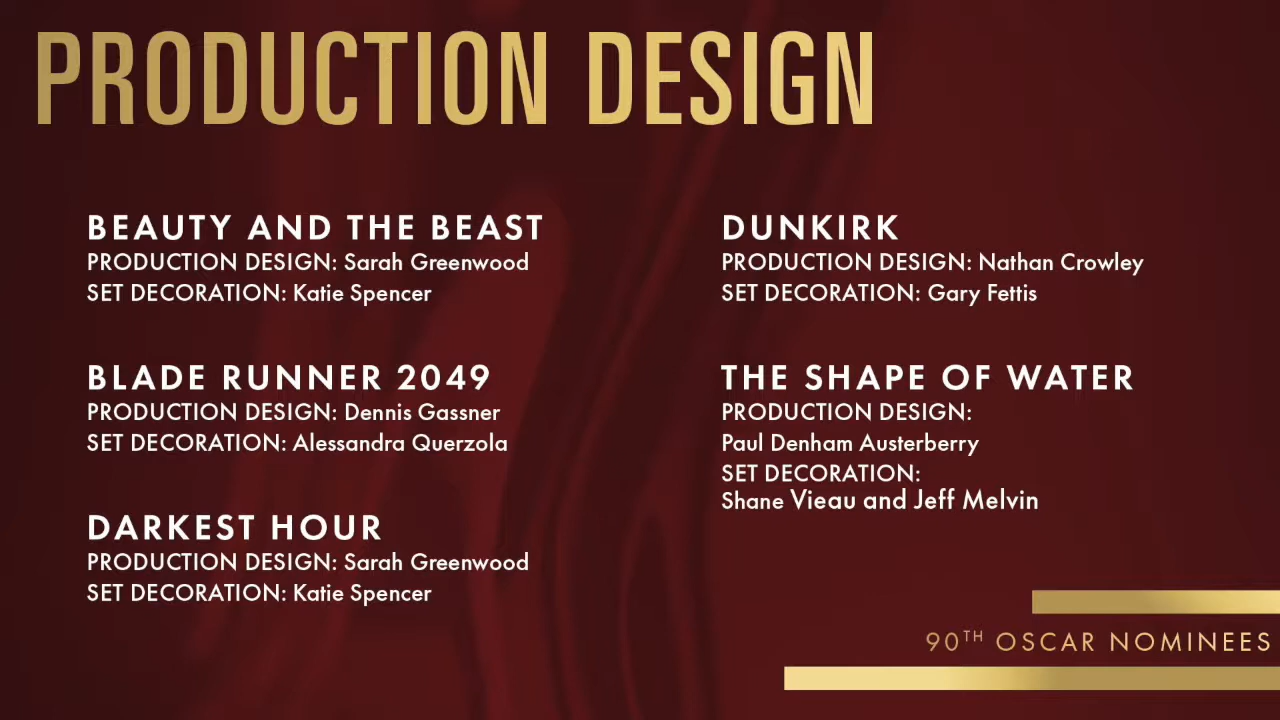 PRODUCTION DESIGN
BEAUTY AND THE BEAST
PRODUCTION DESIGN: Sarah Greenwood
SET DECORATION: Katie Spencer
BLADE RUNNER 2049
PRODUCTION DESIGN: Dennis Gassner
SET DECORATION: Alessandra Querzola
DARKEST HOUR
PRODUCTION DESIGN: Sarah Greenwood
SET DECORATION: Katie Spencer
DUNKIRK
PRODUCTION DESIGN: Nathan Crowley
SET DECORATION: Gary Fettis
THE SHAPE OF WATER
PRODUCTION DESIGN:
Paul Denham Austerberry
SET DECORATION:
Shane Vieau and Jeff Melvin
90TH OSCAR NOMINEES